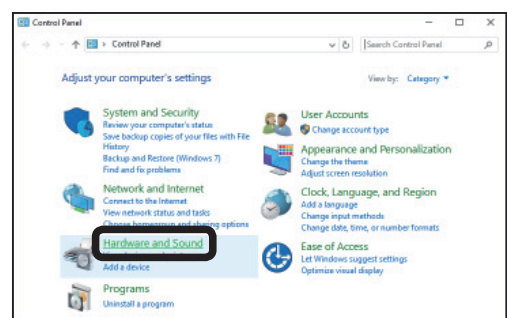 Control Panel
Control Panel
Search Control Panel
Adjust your computer's settings
View by: Category
System and Security
Review your computer's status
Save backup copies of your files with File
History
Backup and Restore (Windows 7)
Find and fix problems
Network and Internet
Connect to the Internet
View network status and tasks
Choose homegroup and sharing options
Hardware and Sound
Add a device
Programs
Uninstall a program
User Accounts
Change account type
Appearance and Personalization
Change the theme
Adjust screen resolution
Clock, Language, and Region
Add a language
Change input methods
Change date, time, or number formats
Ease of Access
Let Windows suggest settings
Optimize visual display